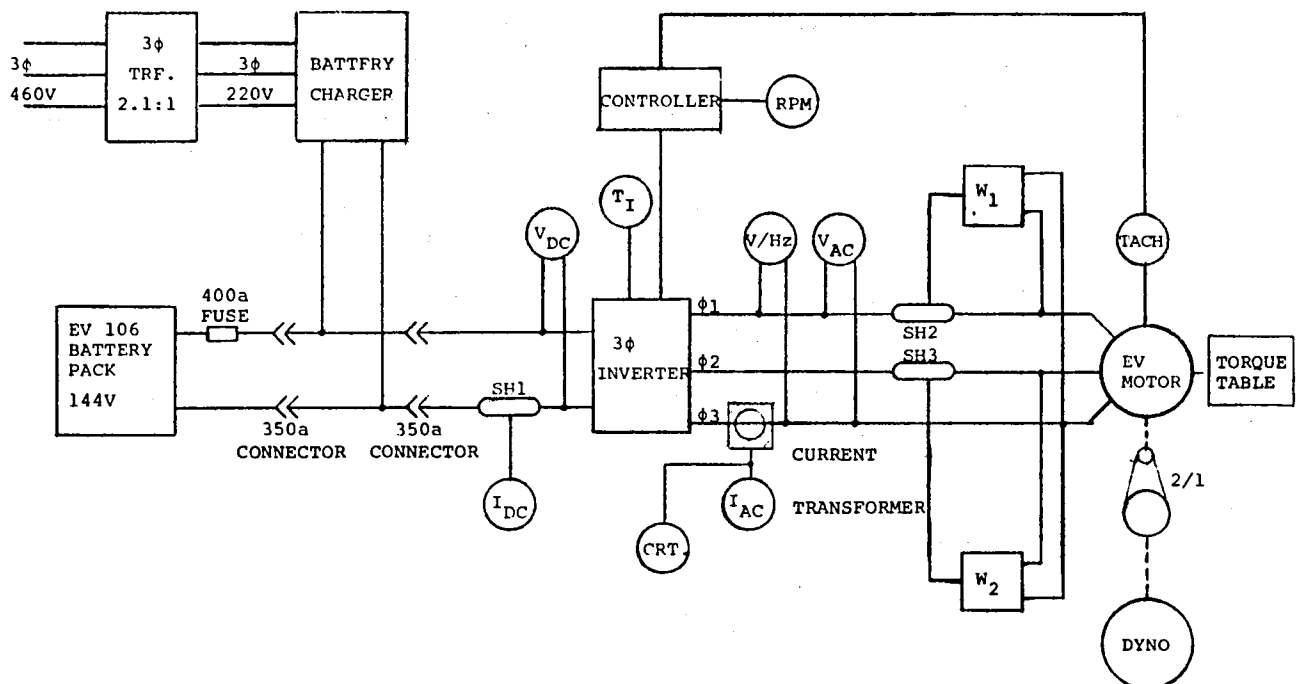 3ϕ
460V
3ϕ
TRF.
2.1:1
3ϕ
220V
BATTFRY
CHARGER
CONTROLLER
RPM
T_I
V_DC
V/Hz
V_AC
W_1
TACH
400a
FUSE
EV 106
BATTERY
PACK
144V
350a
CONNECTOR
350a
CONNECTOR
SH1
I_DC
3ϕ
INVERTER
ϕ1
ϕ2
ϕ3
SH2
SH3
EV
MOTOR
TORQUE
TABLE
CURRENT
TRANSFORMER
I_AC
CRT.
2/1
W_2
DYNO